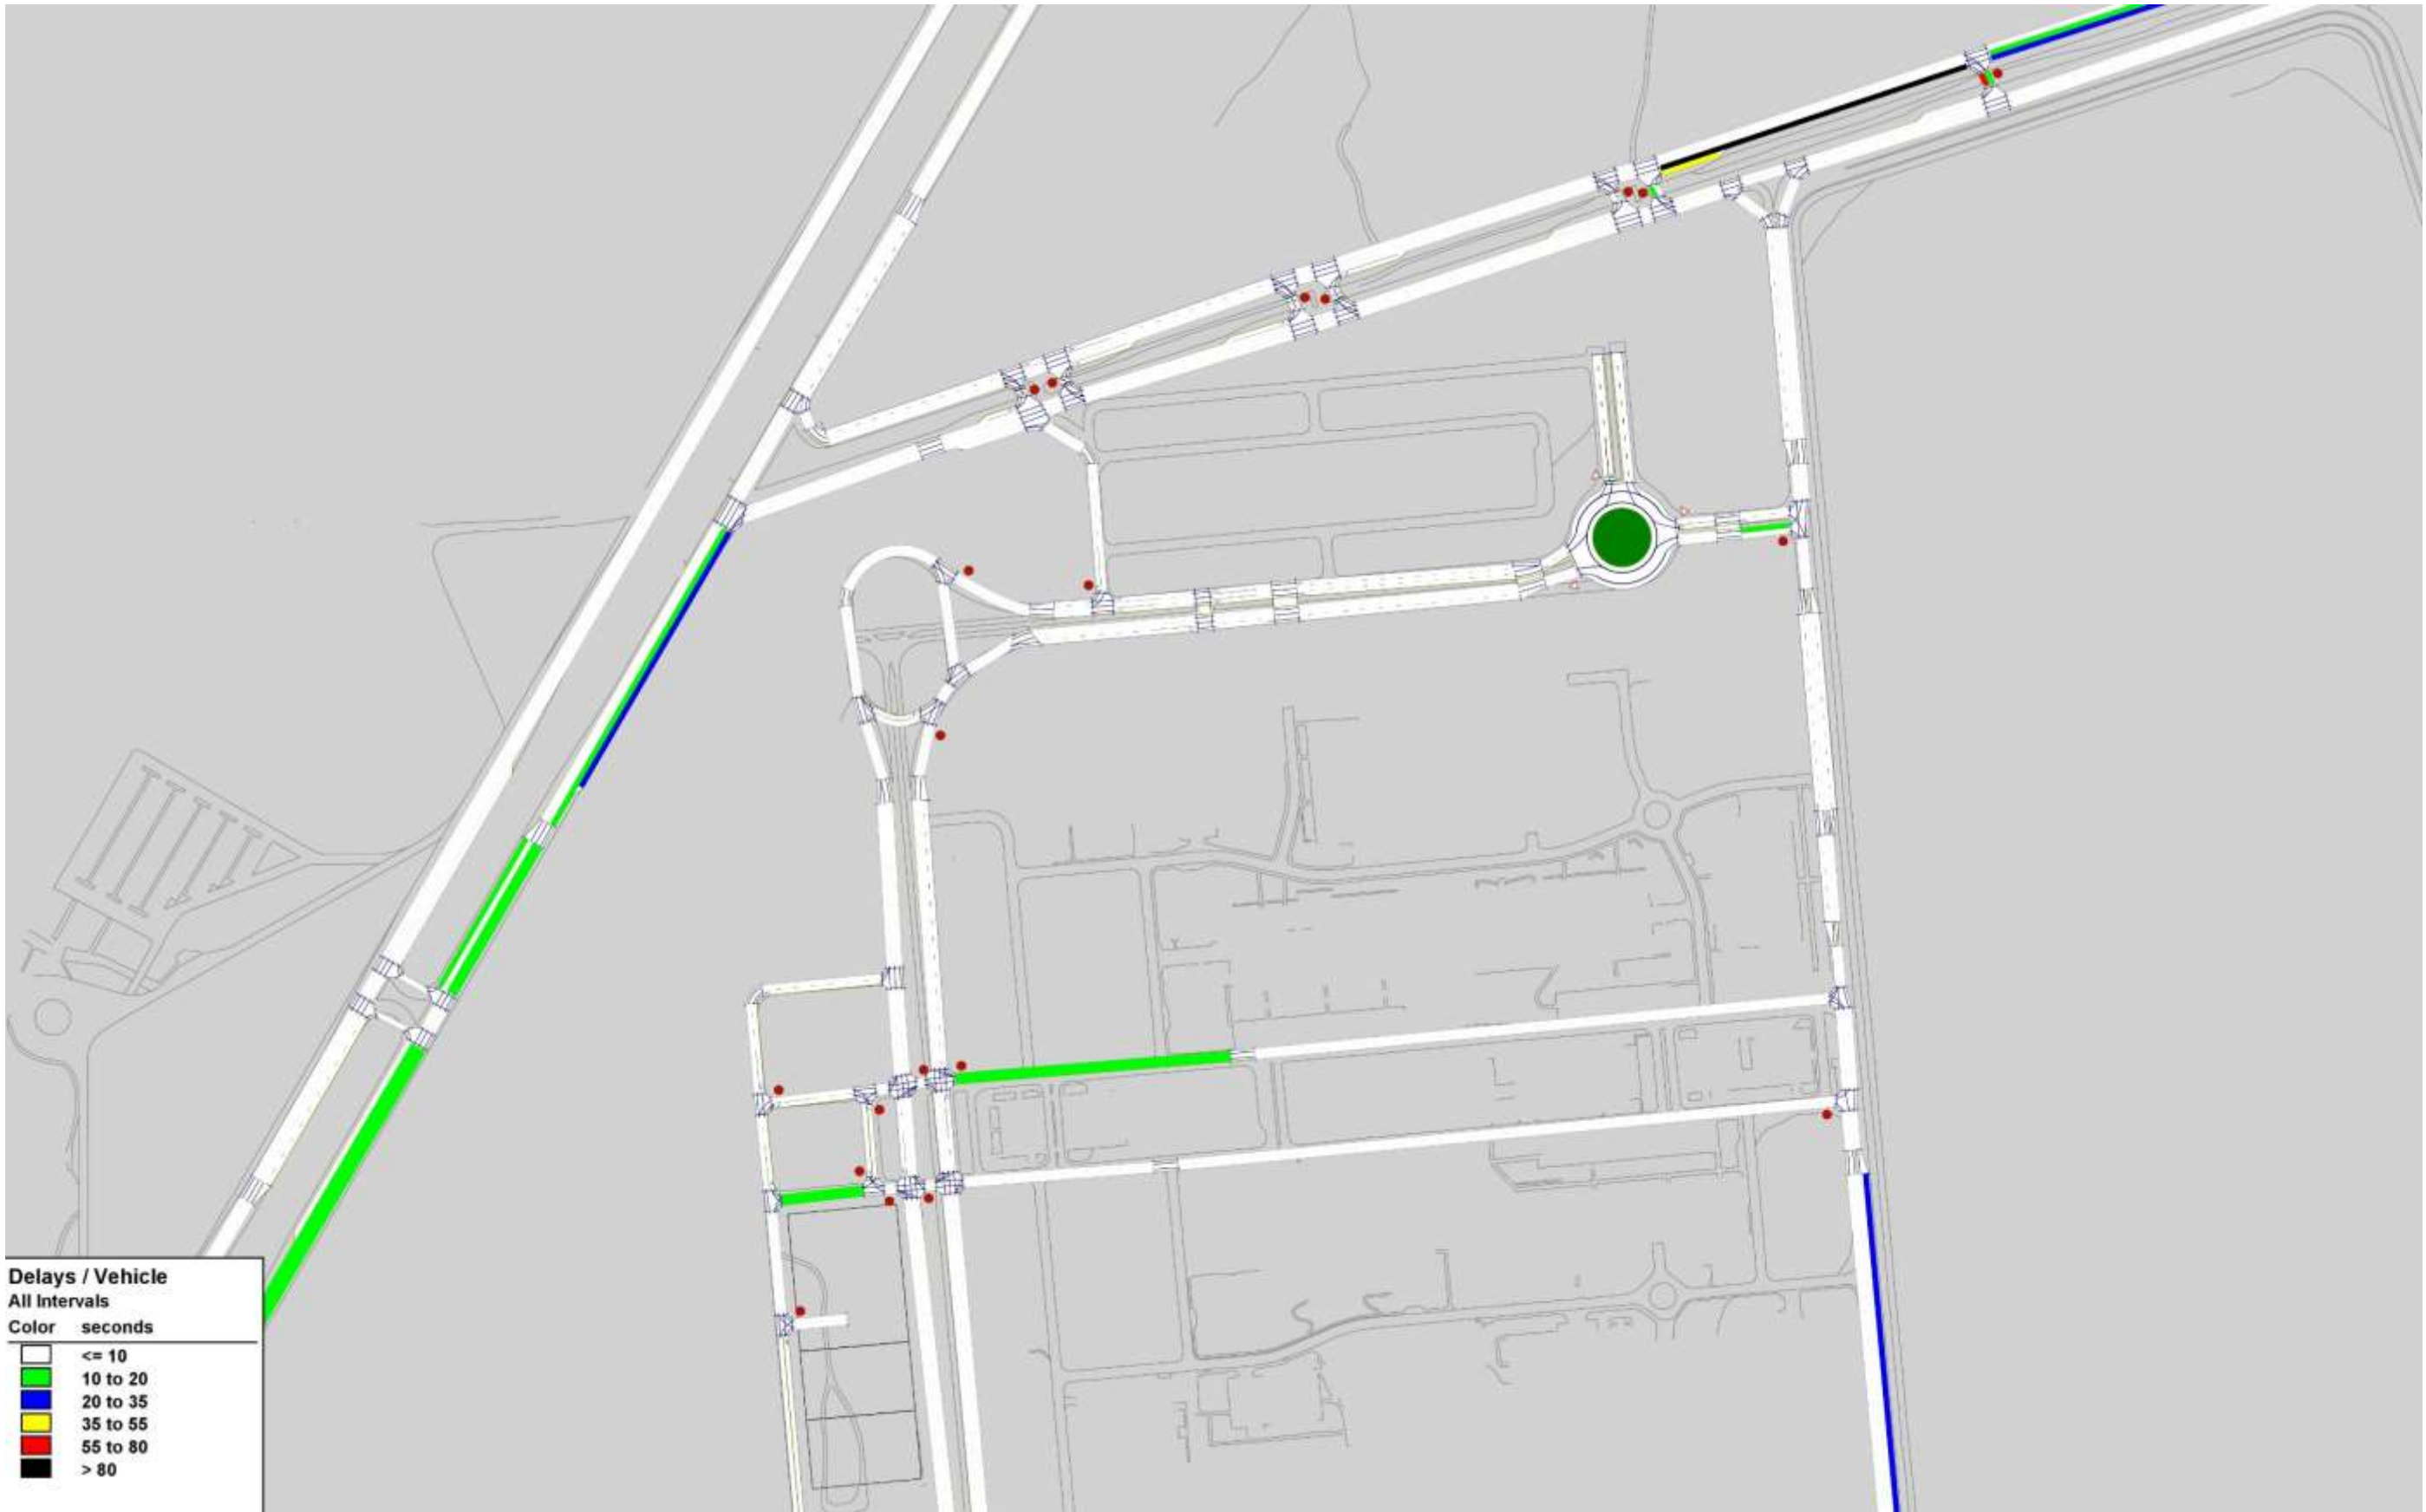 Delays / Vehicle
All Intervals
Color seconds
<= 10
10 to 20
20 to 35
35 to 55
55 to 80
> 80